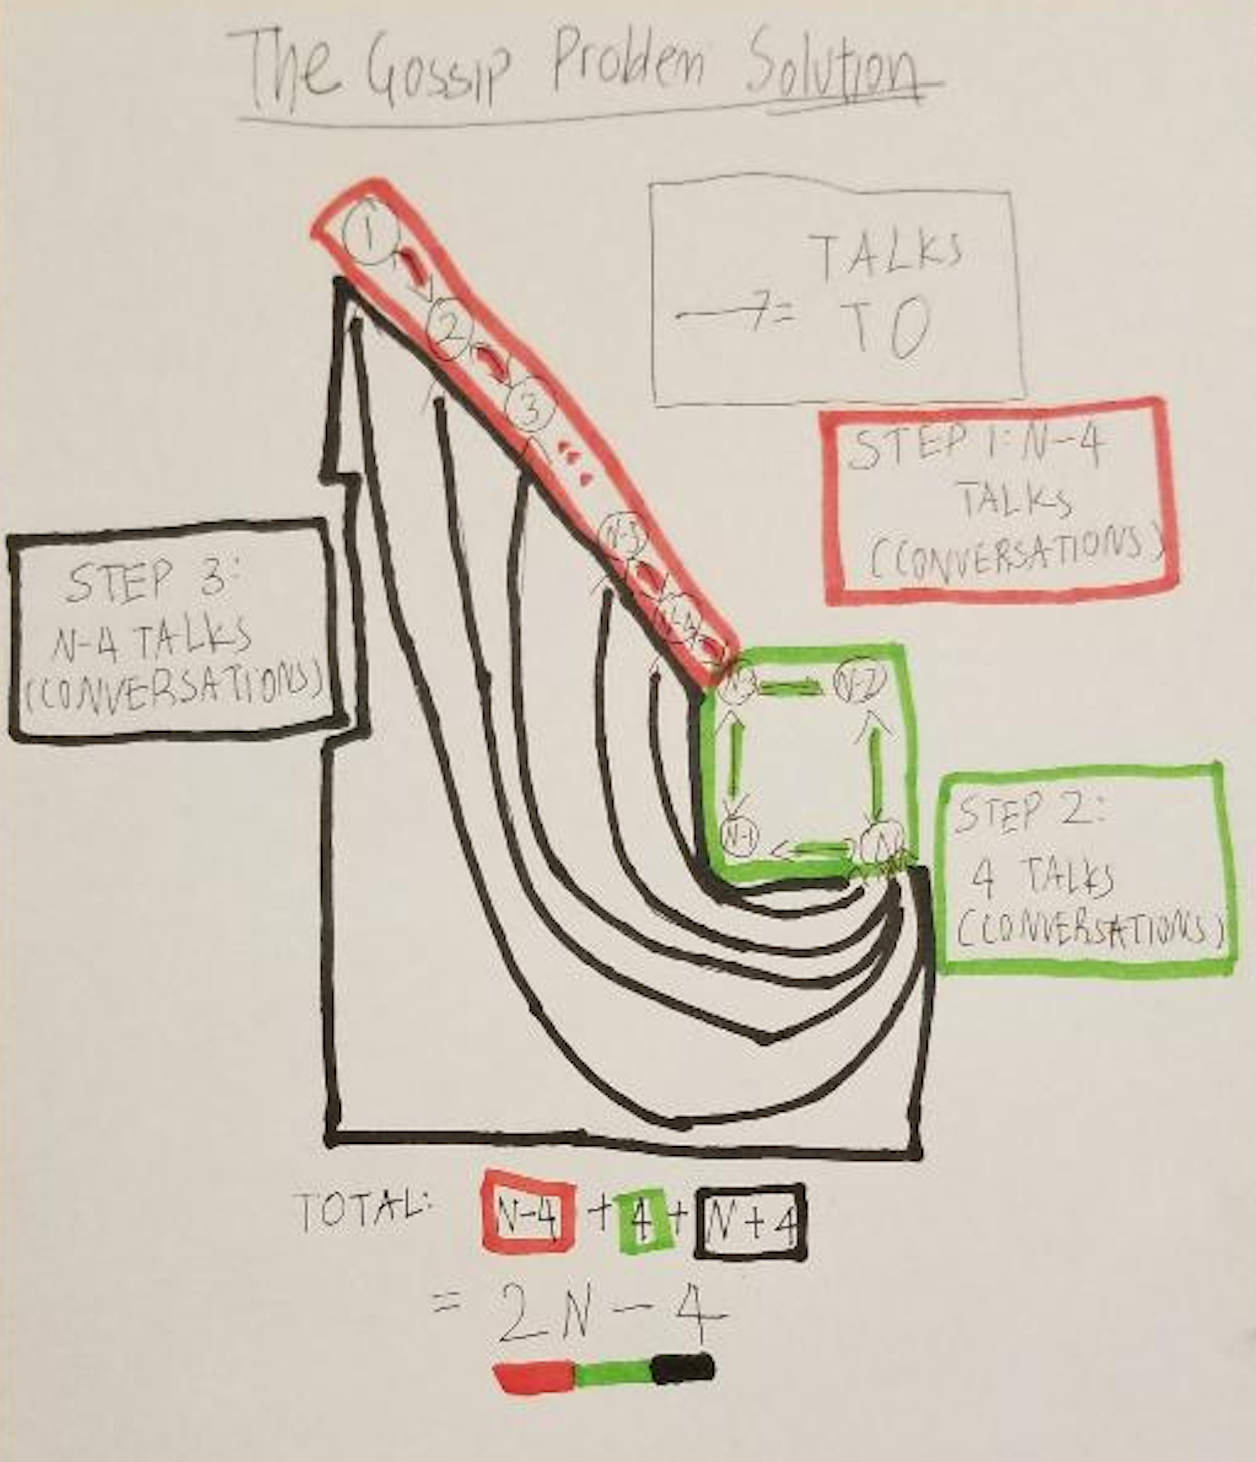 The Gossip Problem Solution
1
2
3
N-5
N-4
N-3
N-2
N-1
N
→ = TALKS
TO
STEP 1: N-4
TALKS
(CONVERSATIONS)
STEP 3:
N-4 TALKS
(CONVERSATIONS)
STEP 2:
4 TALKS
(CONVERSATIONS)
TOTAL: N-4 + 4 + N+4
= 2N-4